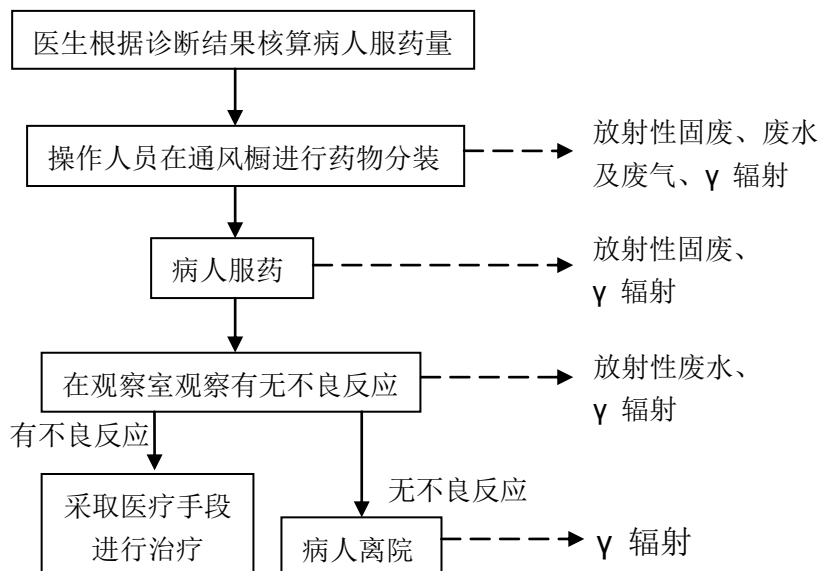 医生根据诊断结果核算病人服药量
操作人员在通风橱进行药物分装
放射性固废、废水
及废气、γ 辐射
病人服药
放射性固废、
γ 辐射
在观察室观察有无不良反应
放射性废水、
γ 辐射
有不良反应
无不良反应
采取医疗手段
进行治疗
病人离院
γ 辐射